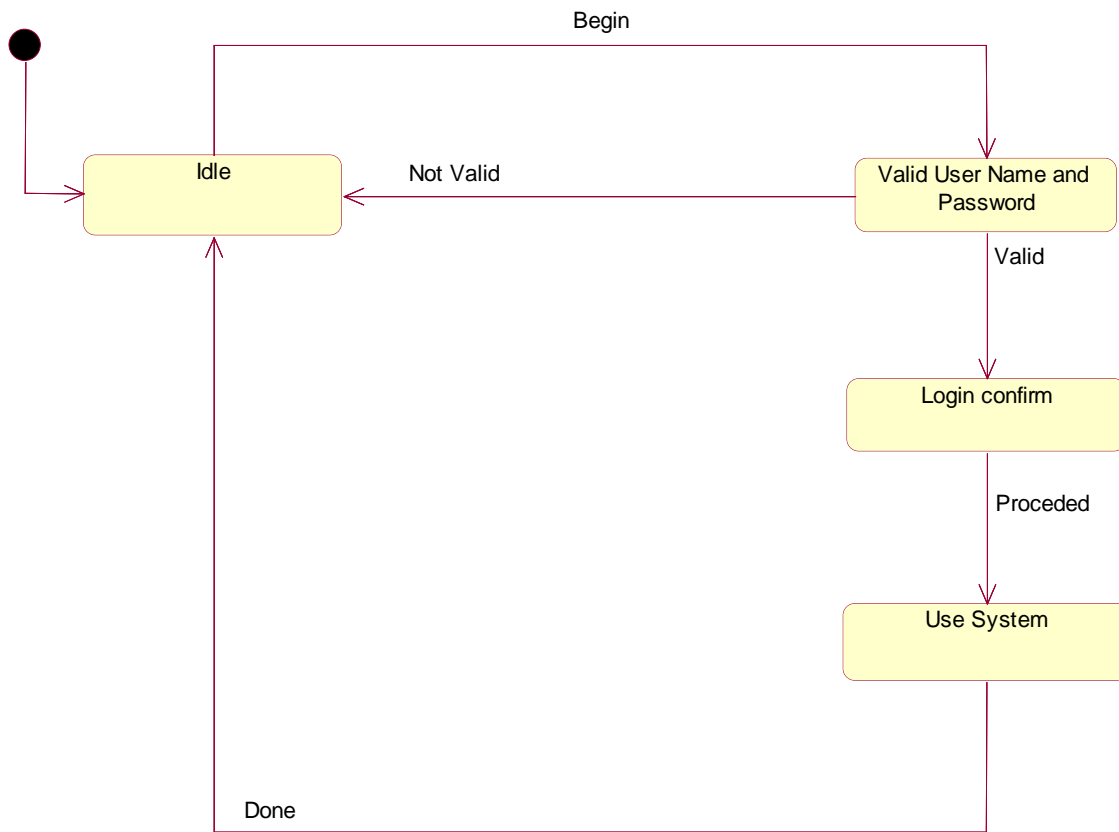 Begin
Idle
Not Valid
Valid User Name and
Password
Valid
Login confirm
Proceded
Use System
Done